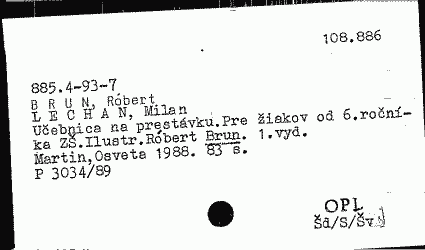 108.886
885.4-93-7
B R U N, Róbert
L E C H A N, Milan
Učebnica na prestávku.Pre žiakov od 6.roční-
ka ZŠ.Ilustr.Róbert Brun. 1.vyd.
Martin,Osveta 1988. 83 s.
P 3034/89
OPL
Šd/S/Šv